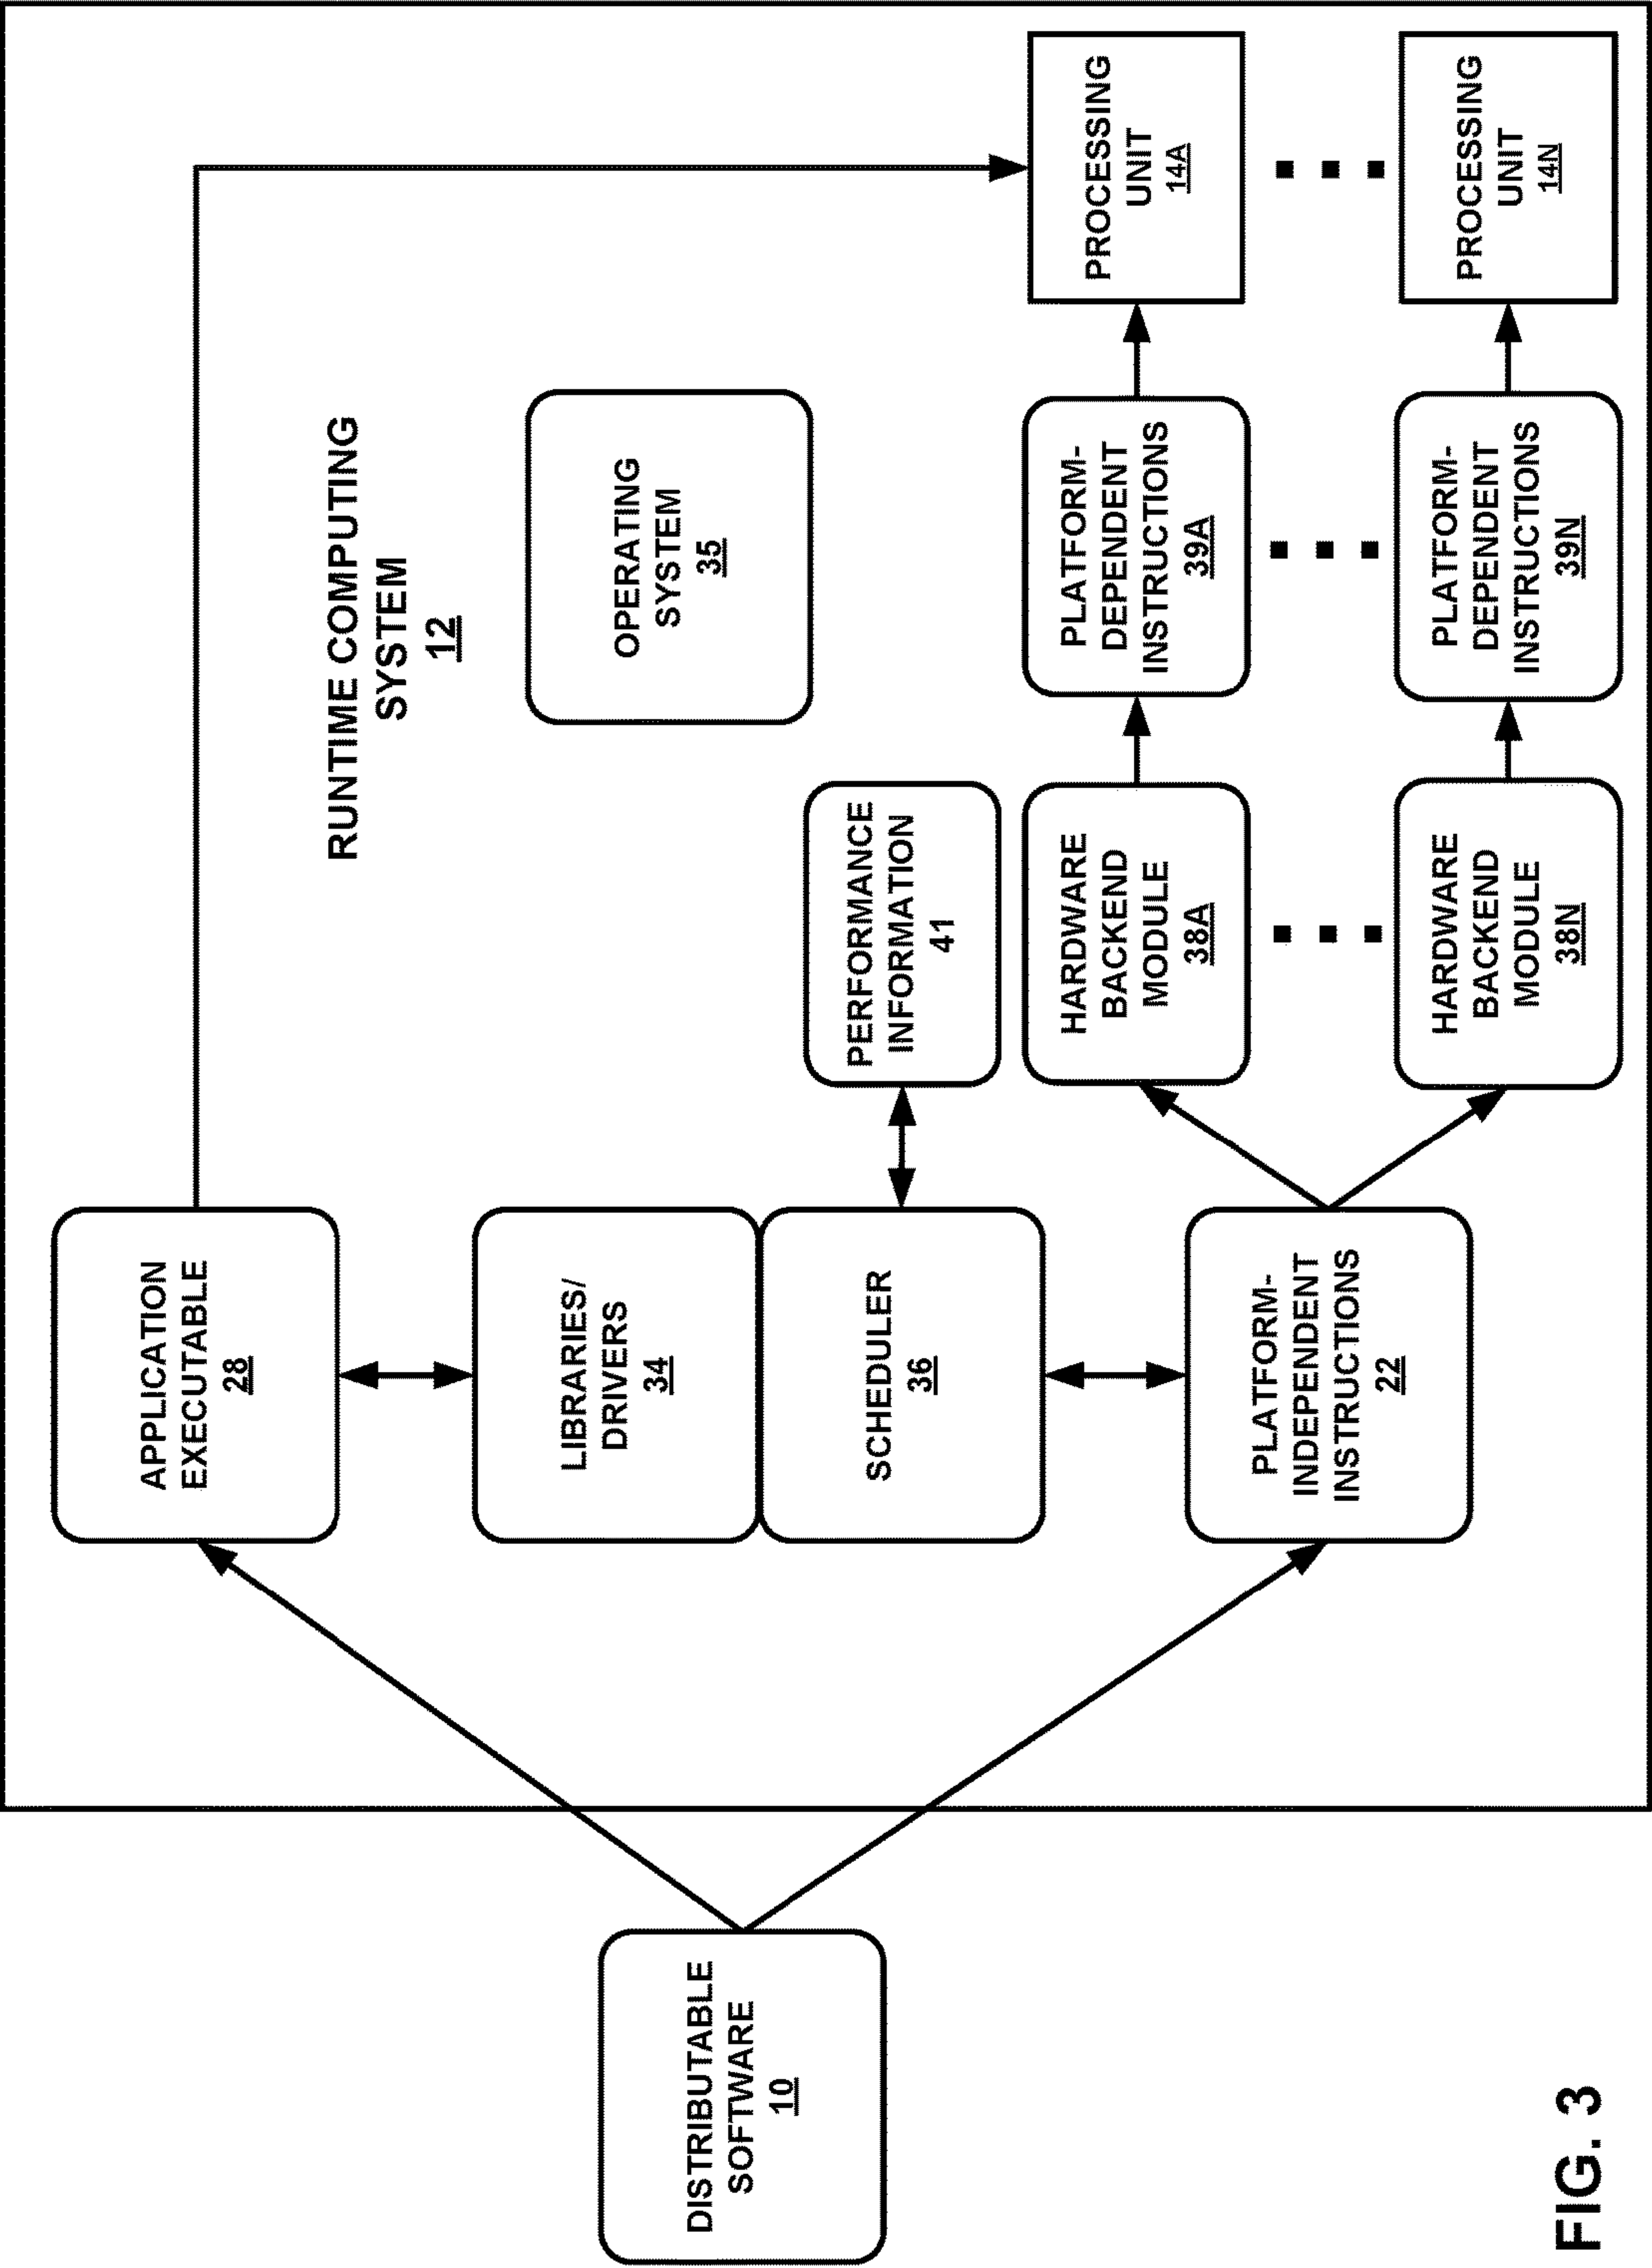 RUNTIME COMPUTING
SYSTEM
12
DISTRIBUTABLE
SOFTWARE
10
APPLICATION
EXECUTABLE
28
LIBRARIES/
DRIVERS
34
SCHEDULER
36
PLATFORM-
INDEPENDENT
INSTRUCTIONS
22
PERFORMANCE
INFORMATION
41
OPERATING
SYSTEM
35
HARDWARE
BACKEND
MODULE
38A
PLATFORM-
DEPENDENT
INSTRUCTIONS
39A
PROCESSING
UNIT
14A
HARDWARE
BACKEND
MODULE
38N
PLATFORM-
DEPENDENT
INSTRUCTIONS
39N
PROCESSING
UNIT
14N
FIG. 3